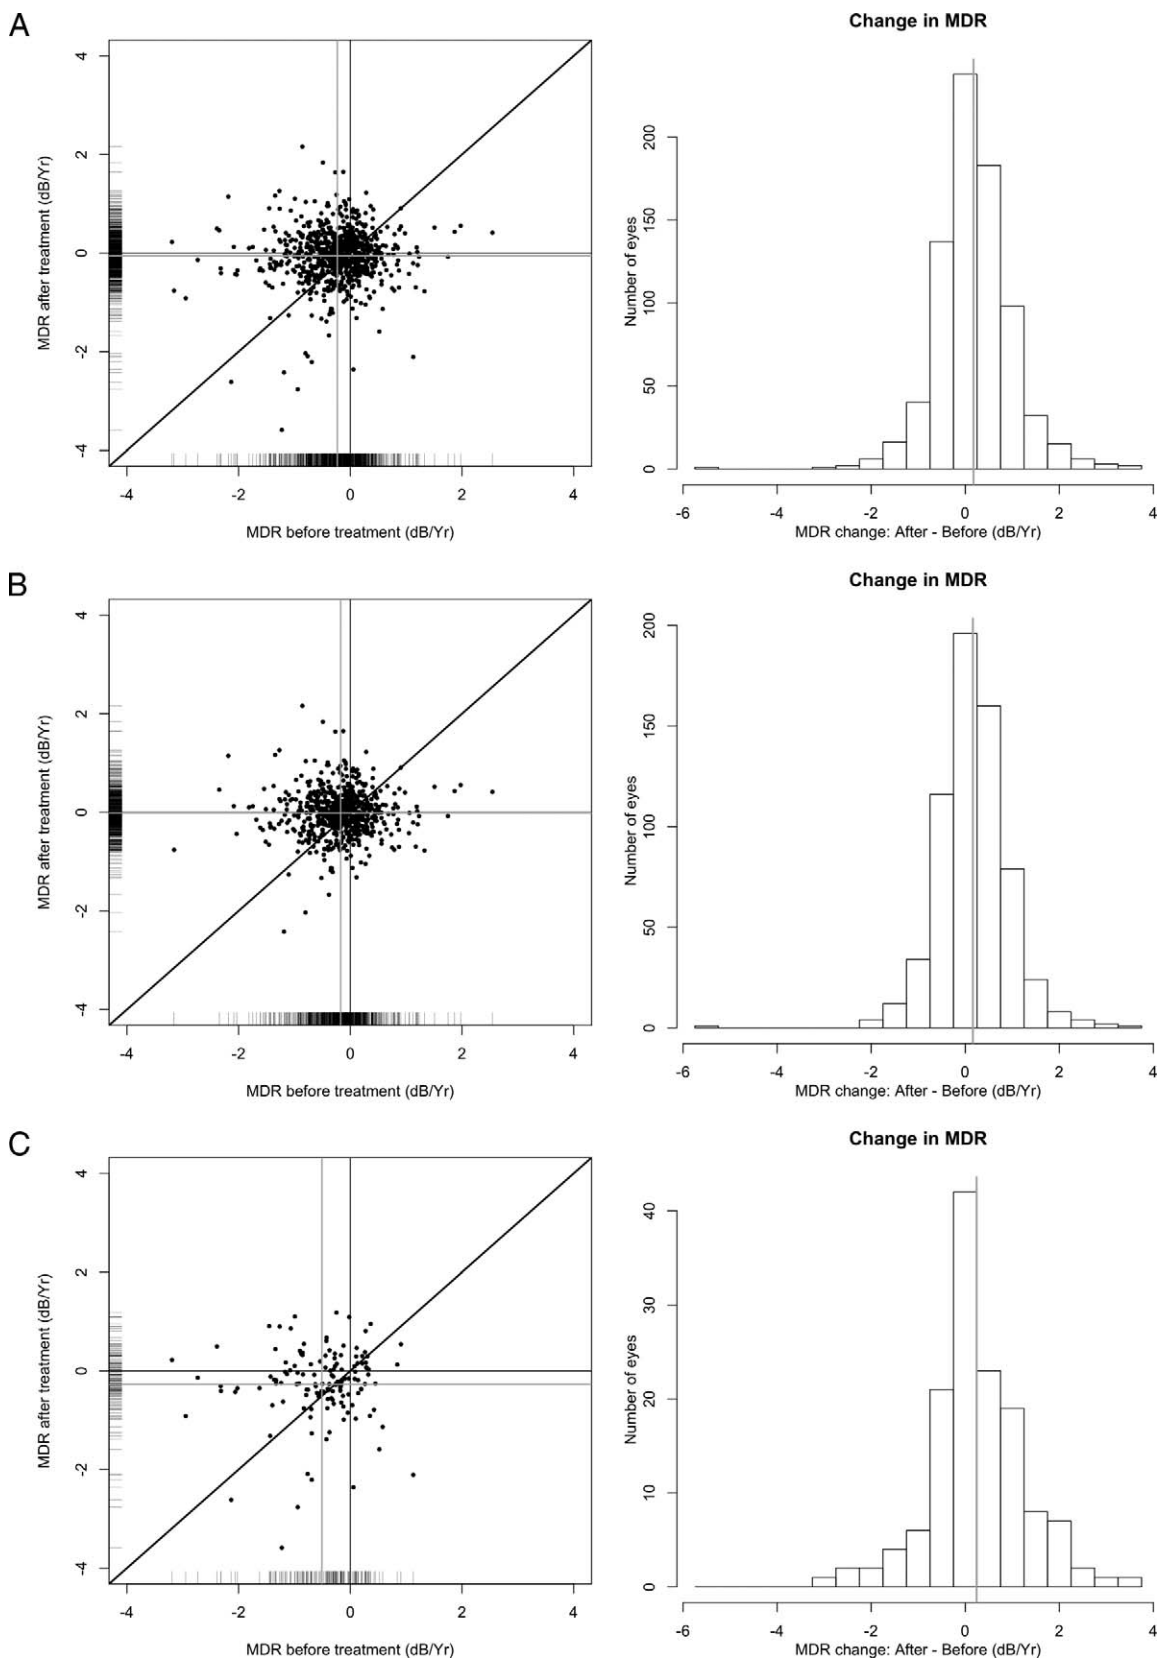 A
Change in MDR
4
2
0
-2
-4
MDR after treatment (dB/Yr)
-4 -2 0 2 4
MDR before treatment (dB/Yr)
200
150
100
50
0
Number of eyes
-6 -4 -2 0 2 4
MDR change: After - Before (dB/Yr)
B
Change in MDR
4
2
0
-2
-4
MDR after treatment (dB/Yr)
-4 -2 0 2 4
MDR before treatment (dB/Yr)
200
150
100
50
0
Number of eyes
-6 -4 -2 0 2 4
MDR change: After - Before (dB/Yr)
C
Change in MDR
4
2
0
-2
-4
MDR after treatment (dB/Yr)
-4 -2 0 2 4
MDR before treatment (dB/Yr)
40
30
20
10
0
Number of eyes
-6 -4 -2 0 2 4
MDR change: After - Before (dB/Yr)